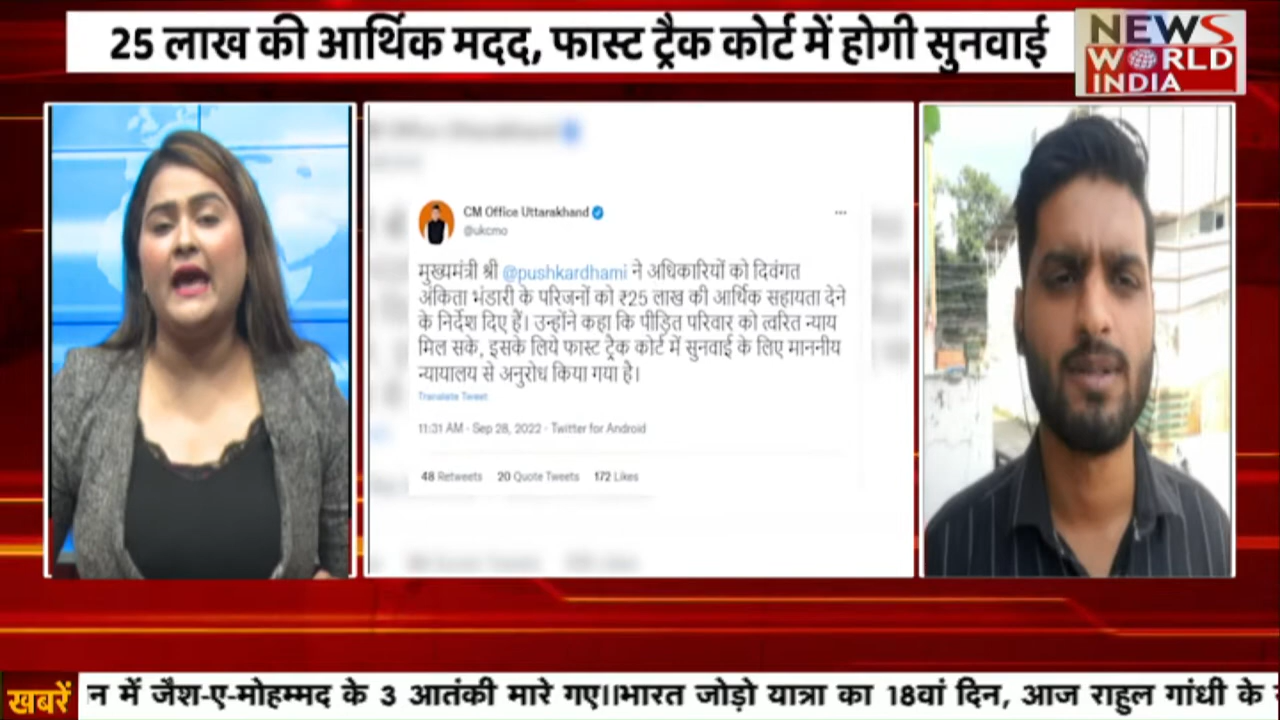 25 लाख की आर्थिक मदद, फास्ट ट्रैक कोर्ट में होगी सुनवाई
NEWS
WORLD
INDIA
CM Office Uttarakhand
@ukcmo
मुख्यमंत्री श्री @pushkardhami ने अधिकारियों को दिवंगत
अंकिता भंडारी के परिजनों को ₹25 लाख की आर्थिक सहायता देने
के निर्देश दिए हैं। उन्होंने कहा कि पीड़ित परिवार को त्वरित न्याय
मिल सके, इसके लिये फास्ट ट्रैक कोर्ट में सुनवाई के लिए माननीय
न्यायालय से अनुरोध किया गया है।
Translate Tweet
11:31 AM · Sep 28, 2022 · Twitter for Android
48 Retweets 20 Quote Tweets 172 Likes
खबरें
न में जैश-ए-मोहम्मद के 3 आतंकी मारे गए।।भारत जोड़ो यात्रा का 18वां दिन, आज राहुल गांधी के